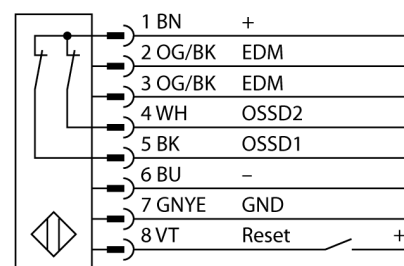 1 BN +
2 OG/BK EDM
3 OG/BK EDM
4 WH OSSD2
5 BK OSSD1
6 BU –
7 GNYE GND
8 VT Reset +